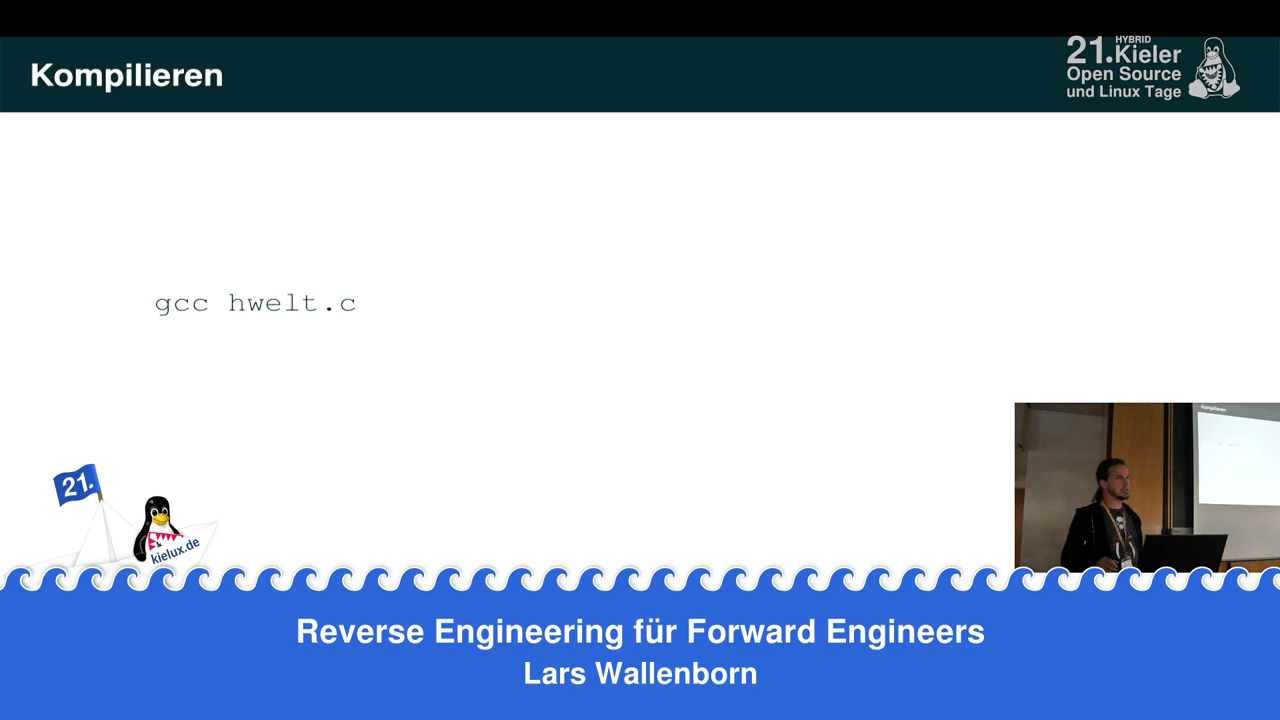 Kompilieren
HYBRID
21.Kieler
Open Source
und Linux Tage
gcc hwelt.c
Kompilieren
21.
kielux.de
Reverse Engineering für Forward Engineers
Lars Wallenborn